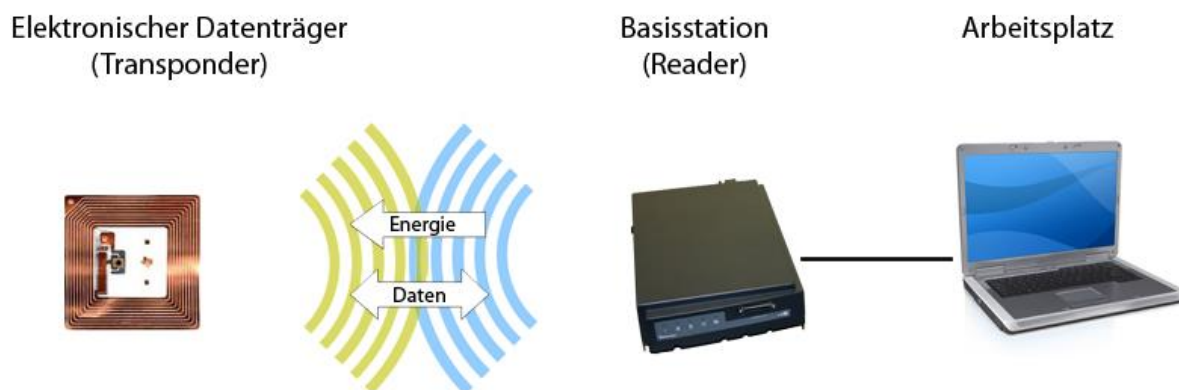 Elektronischer Datenträger
(Transponder)
Basisstation
(Reader)
Arbeitsplatz
Energie
Daten